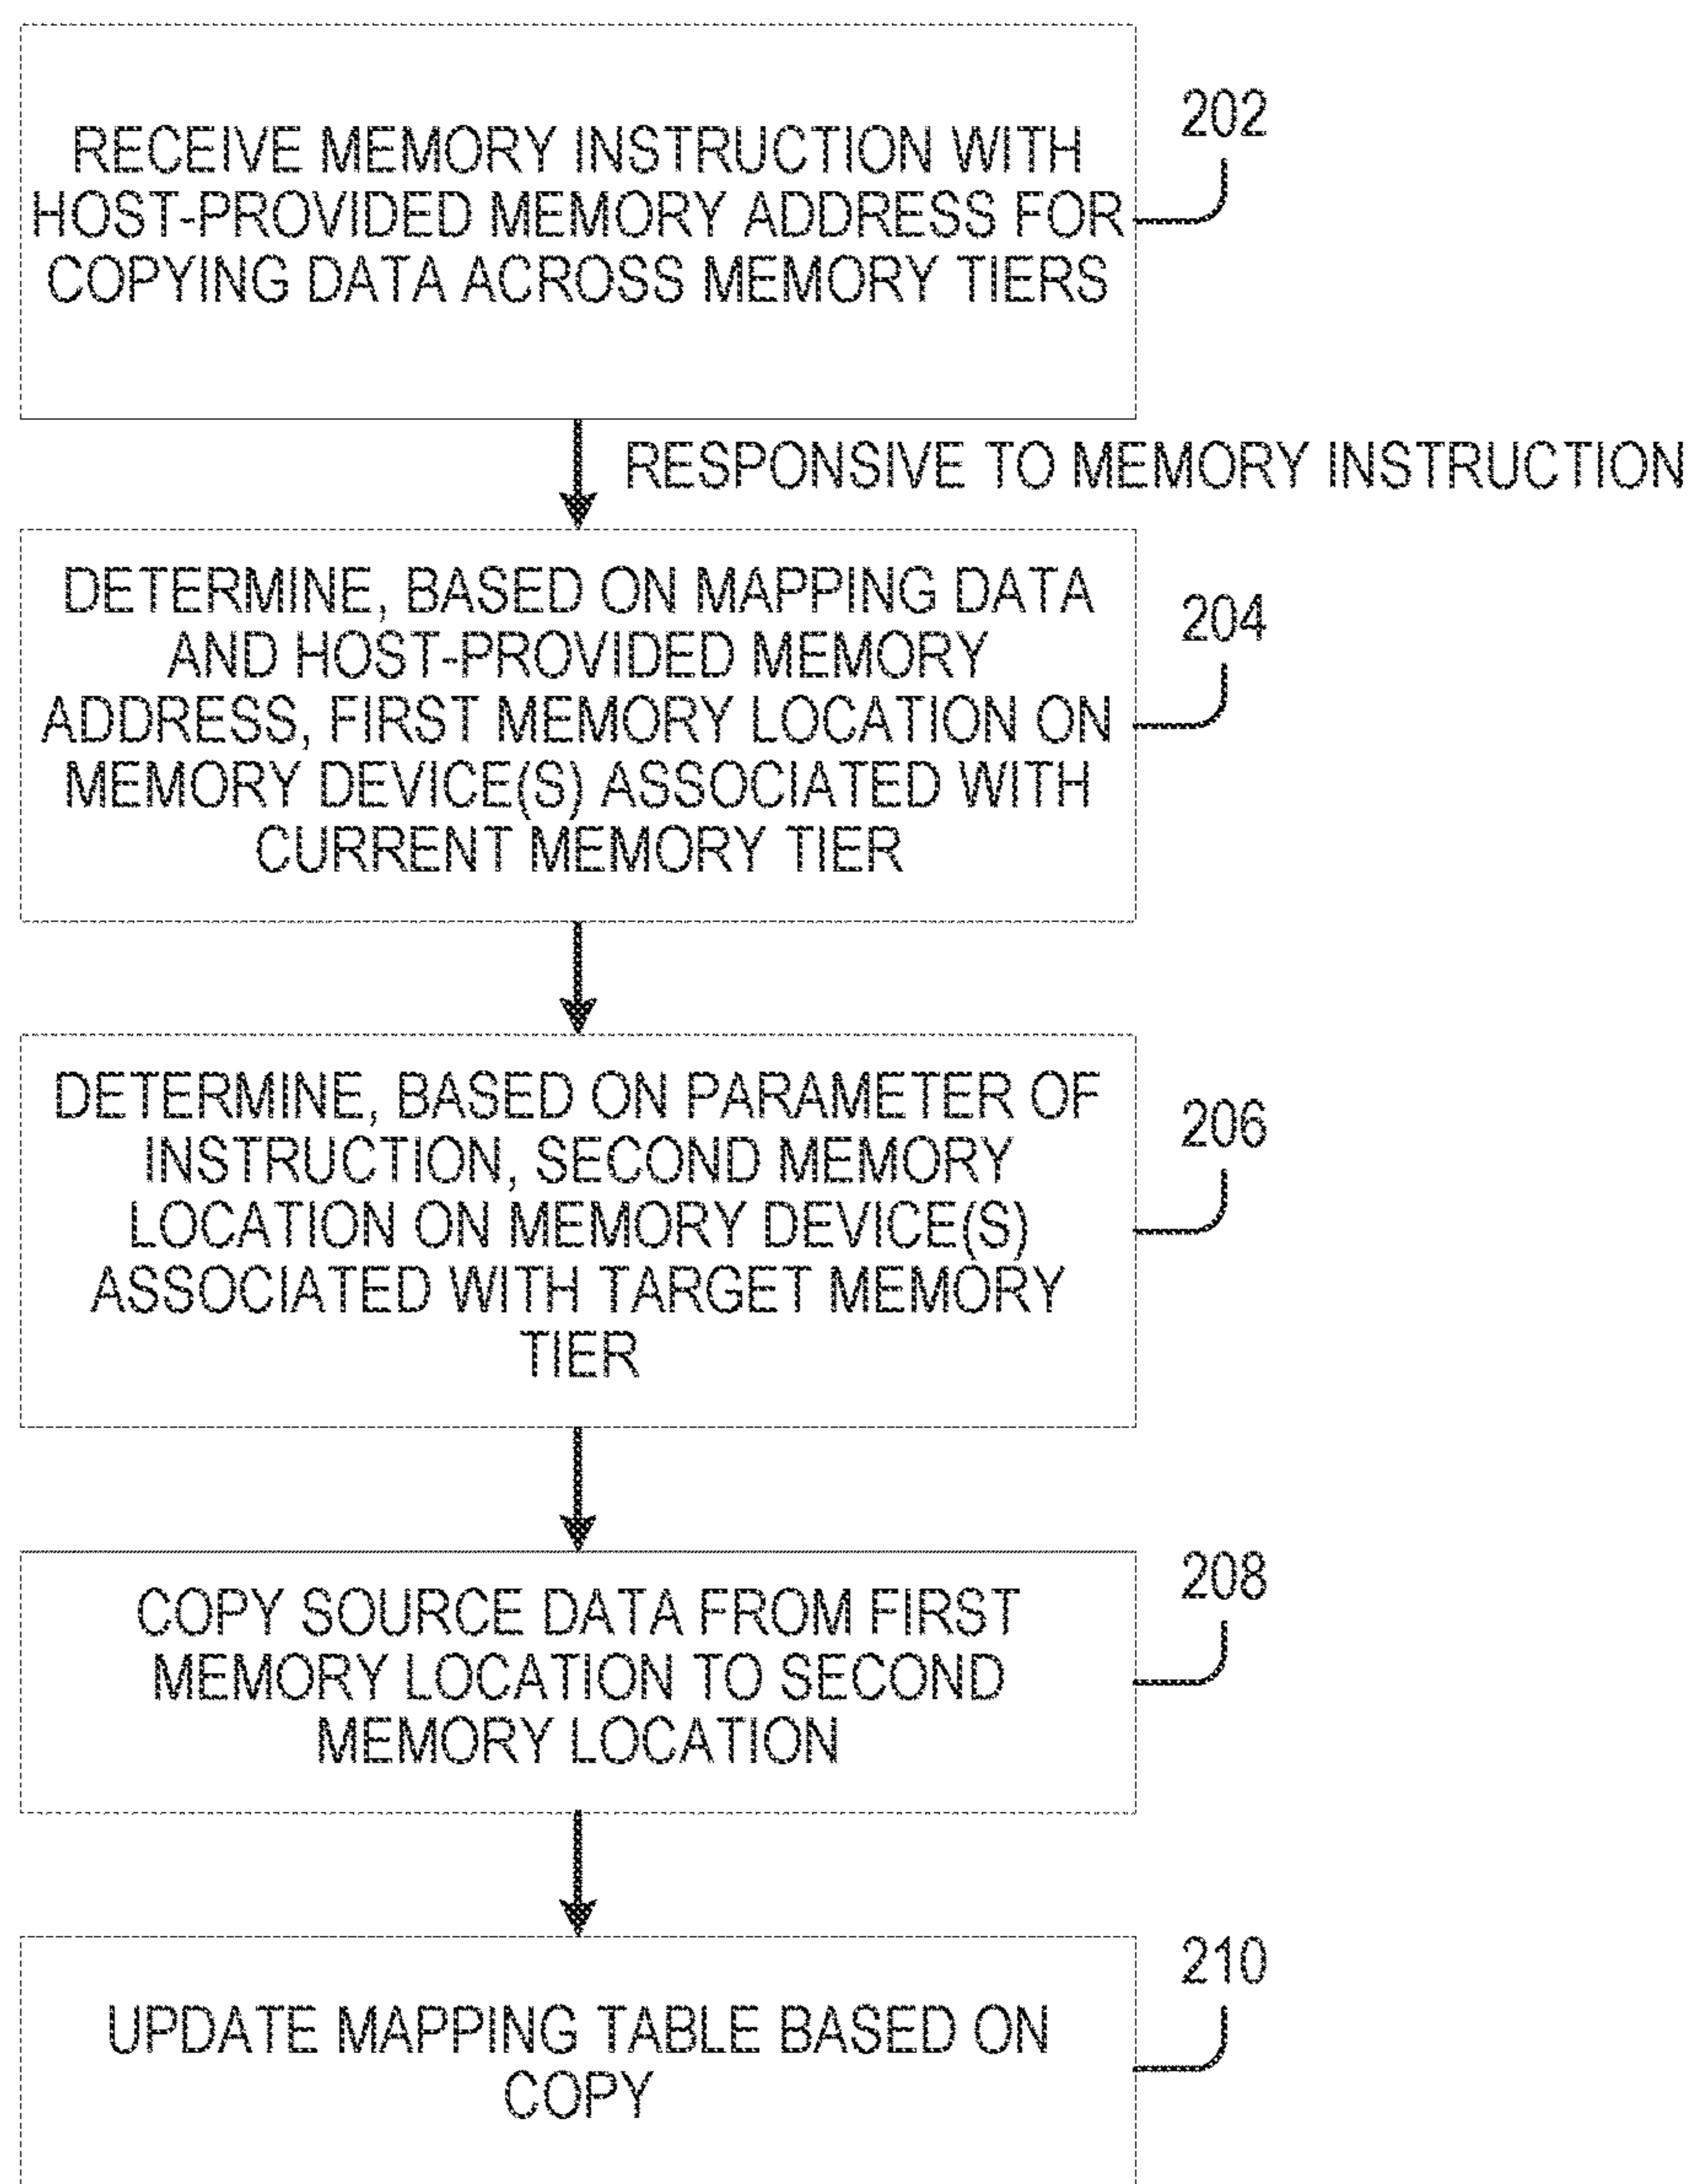 RECEIVE MEMORY INSTRUCTION WITH
HOST-PROVIDED MEMORY ADDRESS FOR
COPYING DATA ACROSS MEMORY TIERS
202
RESPONSIVE TO MEMORY INSTRUCTION
DETERMINE, BASED ON MAPPING DATA
AND HOST-PROVIDED MEMORY
ADDRESS, FIRST MEMORY LOCATION ON
MEMORY DEVICE(S) ASSOCIATED WITH
CURRENT MEMORY TIER
204
DETERMINE, BASED ON PARAMETER OF
INSTRUCTION, SECOND MEMORY
LOCATION ON MEMORY DEVICE(S)
ASSOCIATED WITH TARGET MEMORY
TIER
206
COPY SOURCE DATA FROM FIRST
MEMORY LOCATION TO SECOND
MEMORY LOCATION
208
UPDATE MAPPING TABLE BASED ON
COPY
210